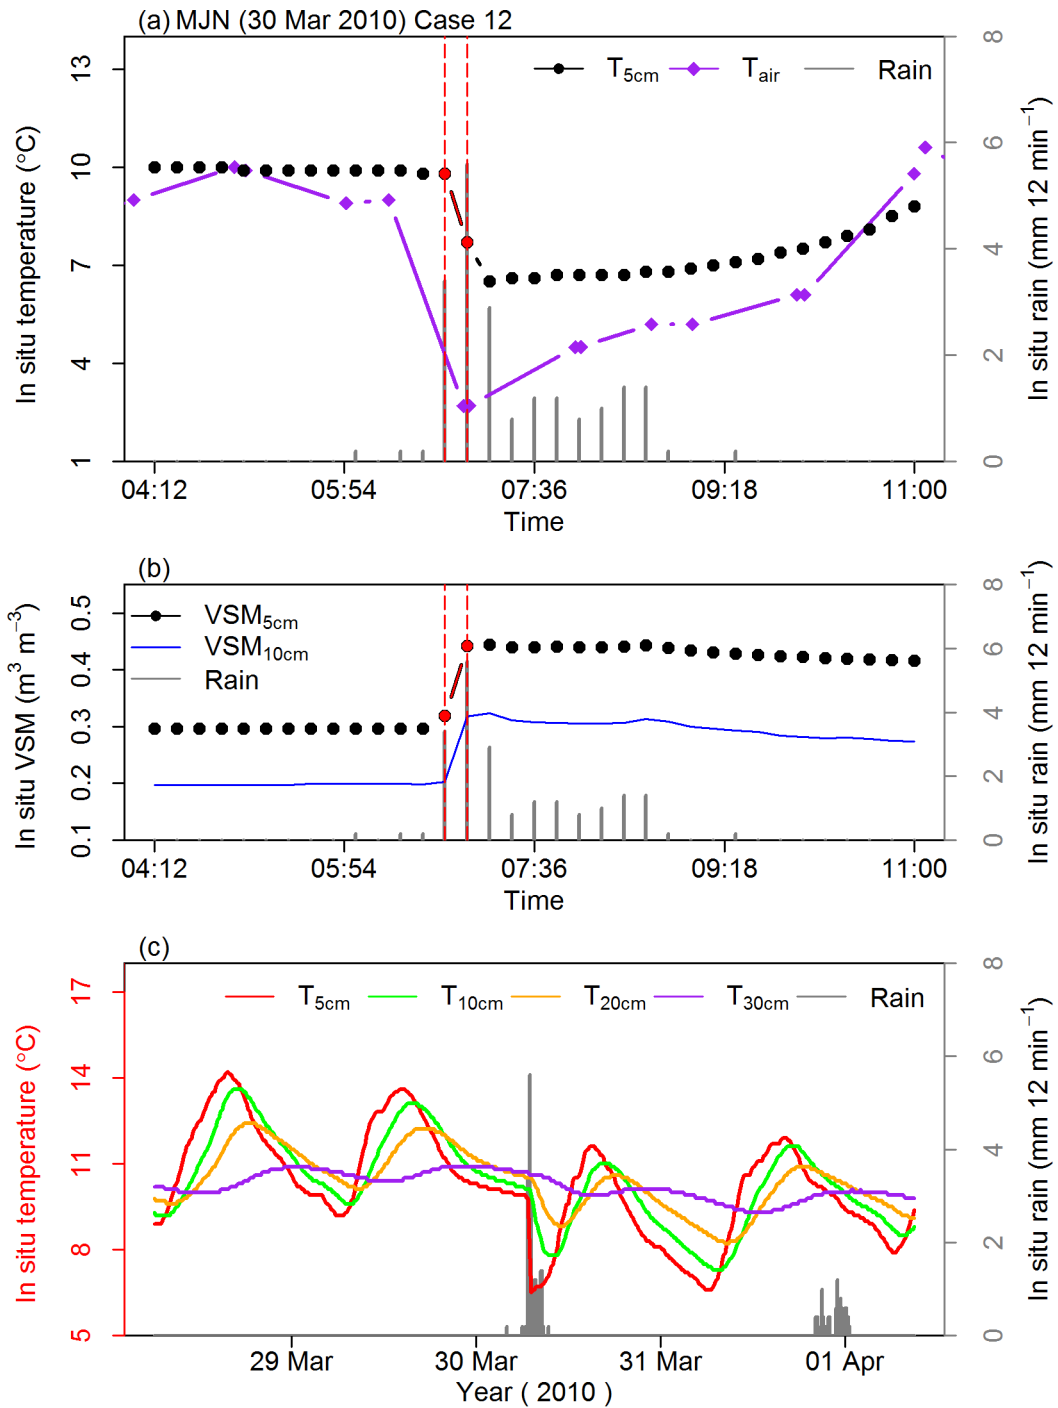 (a) MJN (30 Mar 2010) Case 12
T5cm Tair Rain
In situ temperature (°C)
13
10
7
4
1
In situ rain (mm 12 min−1)
8
6
4
2
0
04:12 05:54 07:36 09:18 11:00
Time
(b)
VSM5cm
VSM10cm
Rain
In situ VSM (m3 m−3)
0.5
0.4
0.3
0.2
0.1
In situ rain (mm 12 min−1)
8
6
4
2
0
04:12 05:54 07:36 09:18 11:00
Time
(c)
T5cm T10cm T20cm T30cm Rain
In situ temperature (°C)
17
14
11
8
5
In situ rain (mm 12 min−1)
8
6
4
2
0
29 Mar 30 Mar 31 Mar 01 Apr
Year ( 2010 )